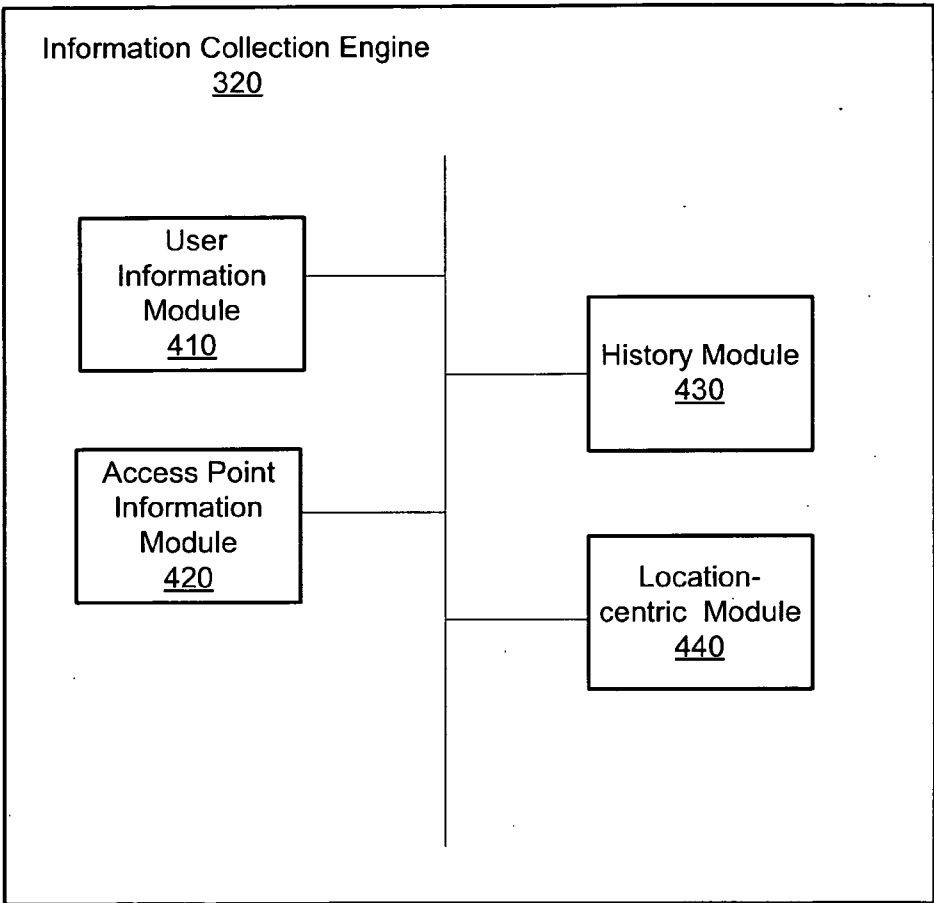 Information Collection Engine
320
User
Information
Module
410
Access Point
Information
Module
420
History Module
430
Location-
centric Module
440